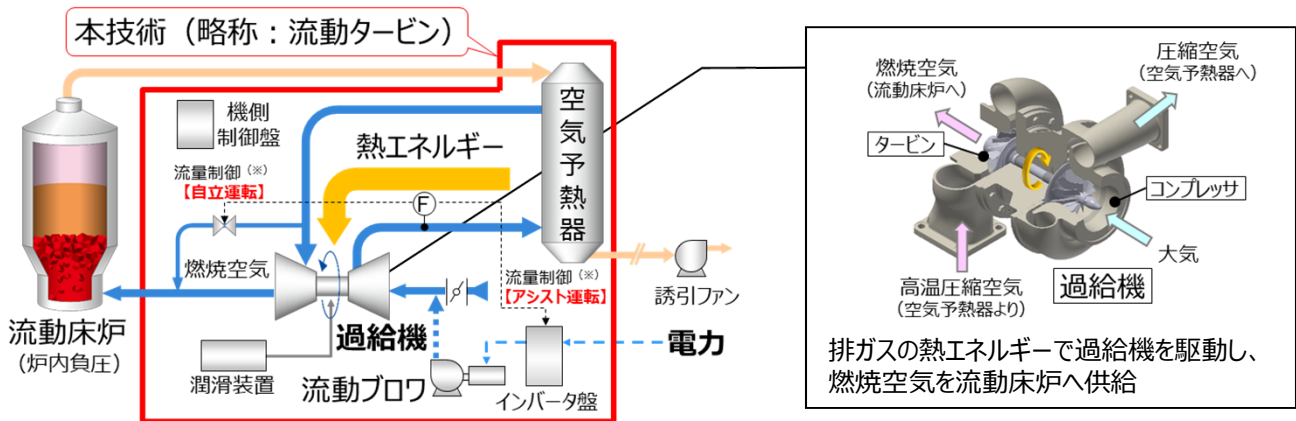 本技術（略称：流動タービン）
機側
制御盤
流量制御（※）
【自立運転】
熱エネルギー
F
空気予熱器
燃焼空気
流動床炉
（炉内負圧）
過給機
潤滑装置
流動ブロワ
流量制御（※）
【アシスト運転】
インバータ盤
電力
誘引ファン
燃焼空気
（流動床炉へ）
圧縮空気
（空気予熱器へ）
タービン
コンプレッサ
大気
高温圧縮空気
（空気予熱器より）
過給機
排ガスの熱エネルギーで過給機を駆動し、
燃焼空気を流動床炉へ供給